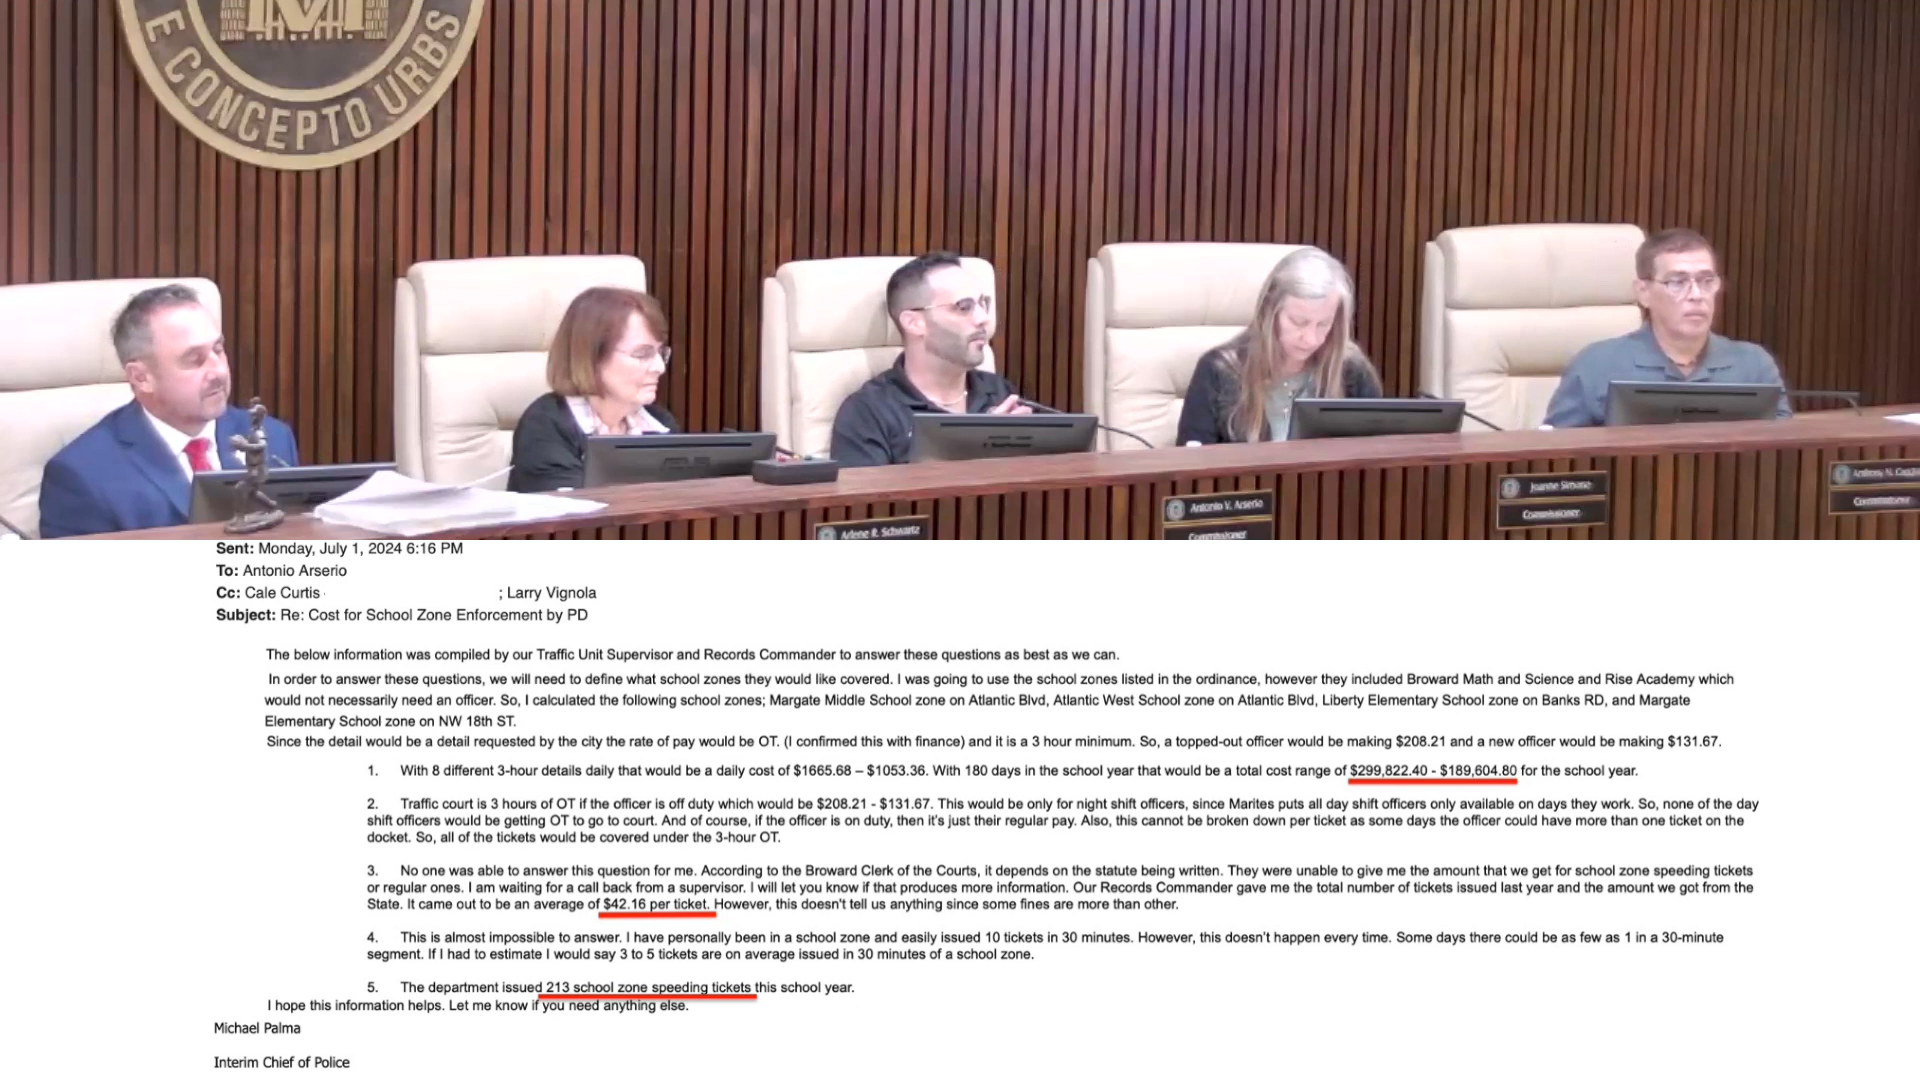 E CONCEPTO URBS
Arlene R. Schwartz
Antonio V. Arserio
Commissioner
Joanne Simone
Commissioner
Anthony N.
Commissioner
Sent: Monday, July 1, 2024 6:16 PM
To: Antonio Arserio
Cc: Cale Curtis ; Larry Vignola
Subject: Re: Cost for School Zone Enforcement by PD
The below information was compiled by our Traffic Unit Supervisor and Records Commander to answer these questions as best as we can.
In order to answer these questions, we will need to define what school zones they would like covered. I was going to use the school zones listed in the ordinance, however they included Broward Math and Science and Rise Academy which
would not necessarily need an officer. So, I calculated the following school zones; Margate Middle School zone on Atlantic Blvd, Atlantic West School zone on Atlantic Blvd, Liberty Elementary School zone on Banks RD, and Margate
Elementary School zone on NW 18th ST.
Since the detail would be a detail requested by the city the rate of pay would be OT. (I confirmed this with finance) and it is a 3 hour minimum. So, a topped-out officer would be making $208.21 and a new officer would be making $131.67.
1. With 8 different 3-hour details daily that would be a daily cost of $1665.68 – $1053.36. With 180 days in the school year that would be a total cost range of $299,822.40 - $189,604.80 for the school year.
2. Traffic court is 3 hours of OT if the officer is off duty which would be $208.21 - $131.67. This would be only for night shift officers, since Marites puts all day shift officers only available on days they work. So, none of the day
shift officers would be getting OT to go to court. And of course, if the officer is on duty, then it's just their regular pay. Also, this cannot be broken down per ticket as some days the officer could have more than one ticket on the
docket. So, all of the tickets would be covered under the 3-hour OT.
3. No one was able to answer this question for me. According to the Broward Clerk of the Courts, it depends on the statute being written. They were unable to give me the amount that we get for school zone speeding tickets
or regular ones. I am waiting for a call back from a supervisor. I will let you know if that produces more information. Our Records Commander gave me the total number of tickets issued last year and the amount we got from the
State. It came out to be an average of $42.16 per ticket. However, this doesn't tell us anything since some fines are more than other.
4. This is almost impossible to answer. I have personally been in a school zone and easily issued 10 tickets in 30 minutes. However, this doesn't happen every time. Some days there could be as few as 1 in a 30-minute
segment. If I had to estimate I would say 3 to 5 tickets are on average issued in 30 minutes of a school zone.
5. The department issued 213 school zone speeding tickets this school year.
I hope this information helps. Let me know if you need anything else.
Michael Palma
Interim Chief of Police